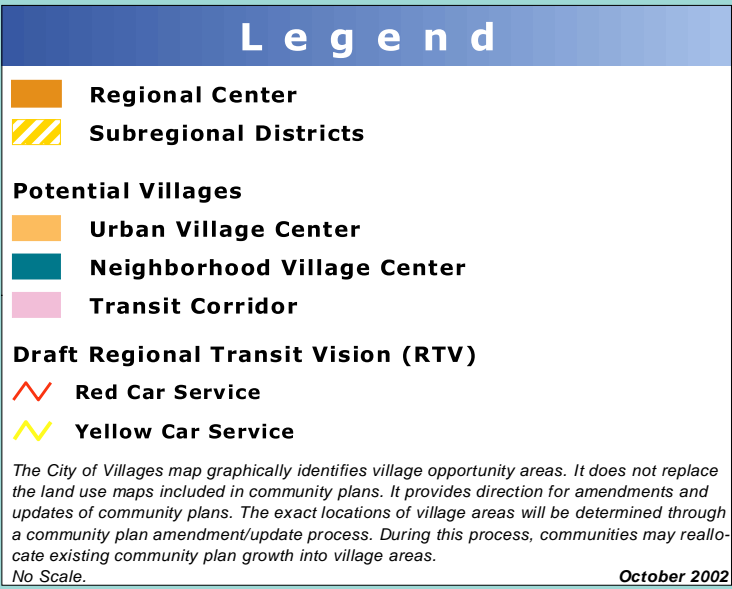 Legend
Regional Center
Subregional Districts
Potential Villages
Urban Village Center
Neighborhood Village Center
Transit Corridor
Draft Regional Transit Vision (RTV)
Red Car Service
Yellow Car Service
The City of Villages map graphically identifies village opportunity areas. It does not replace
the land use maps included in community plans. It provides direction for amendments and
updates of community plans. The exact locations of village areas will be determined through
a community plan amendment/update process. During this process, communities may reallo-
cate existing community plan growth into village areas.
No Scale. October 2002